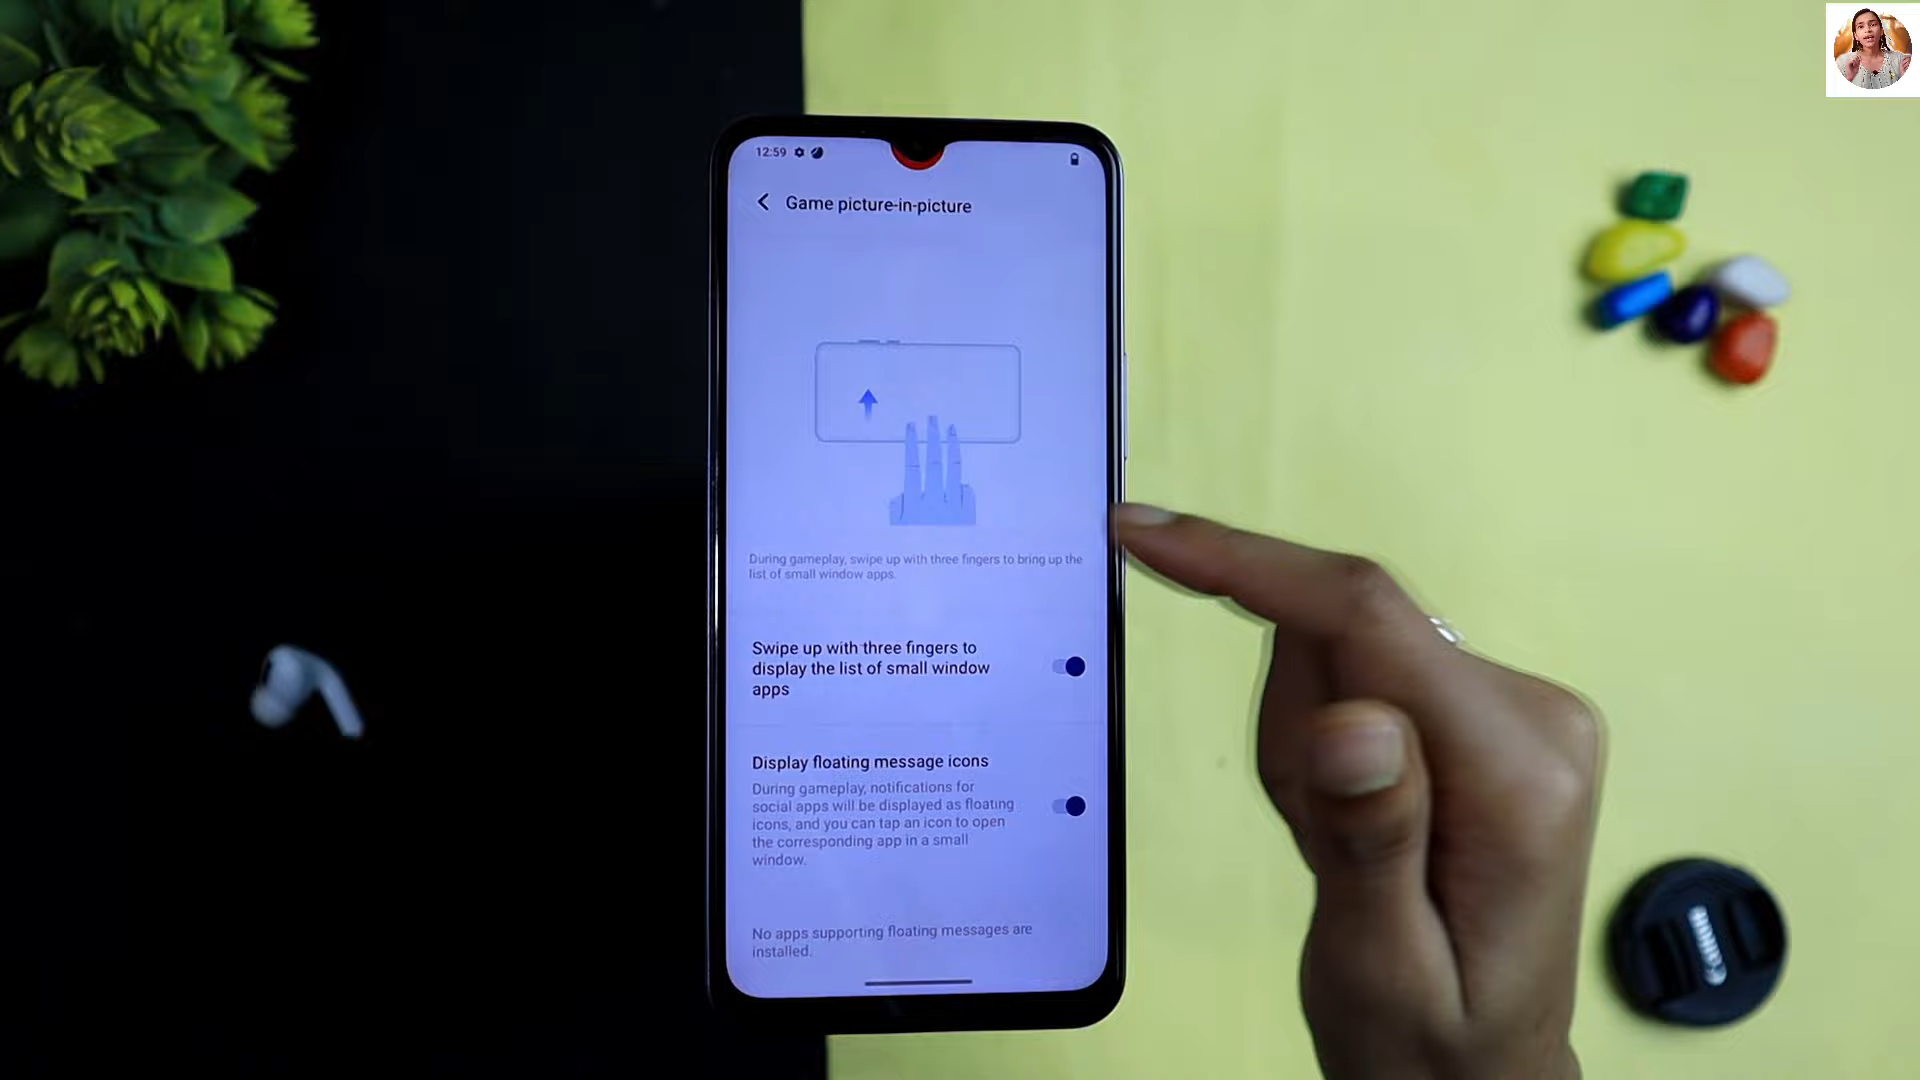 12:59
Game picture-in-picture
During gameplay, swipe up with three fingers to bring up the
list of small window apps.
Swipe up with three fingers to
display the list of small window
apps
Display floating message icons
During gameplay, notifications for
social apps will be displayed as floating
icons, and you can tap an icon to open
the corresponding app in a small
window.
No apps supporting floating messages are
installed.
Canon